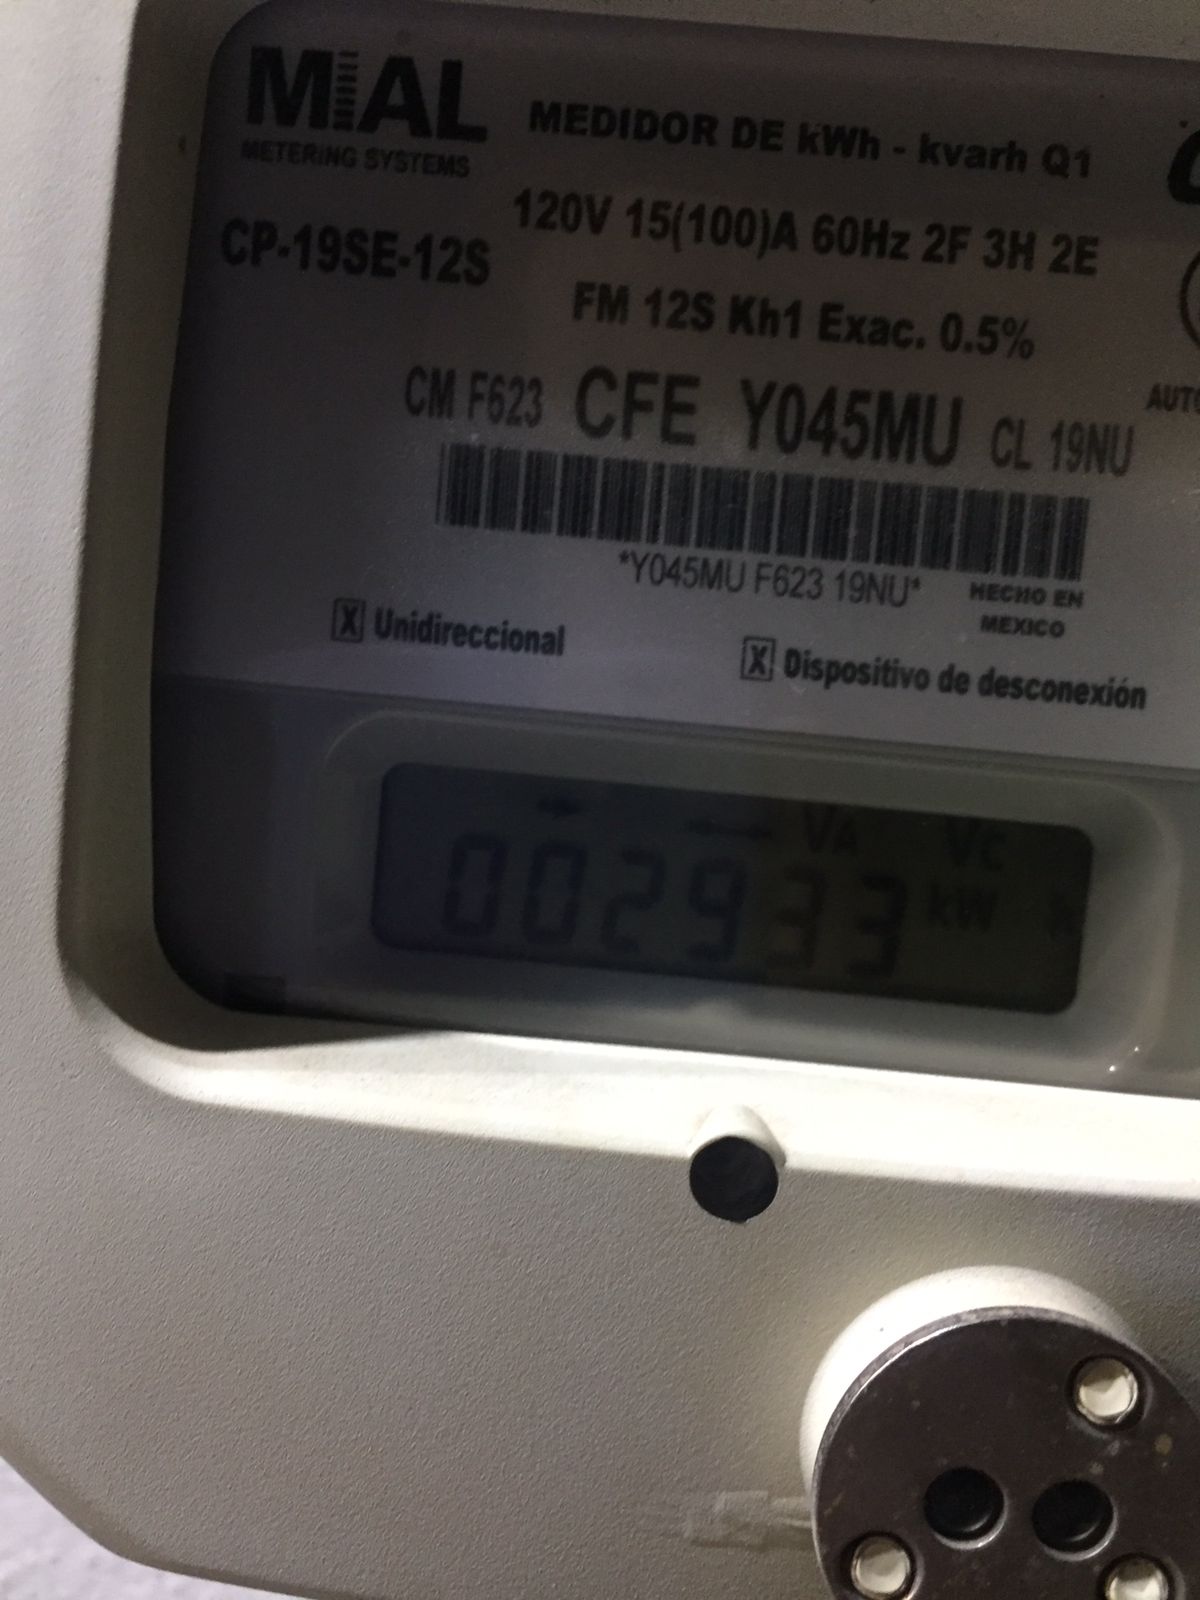 MIAL
METERING SYSTEMS
MEDIDOR DE kWh - kvarh Q1
CP-19SE-12S
120V 15(100)A 60Hz 2F 3H 2E
FM 12S Kh1 Exac. 0.5%
CM F623 CFE Y045MU CL 19NU
*Y045MU F623 19NU*
HECHO EN
MEXICO
X Unidireccional
X Dispositivo de desconexión
VA VC
002933 kW h